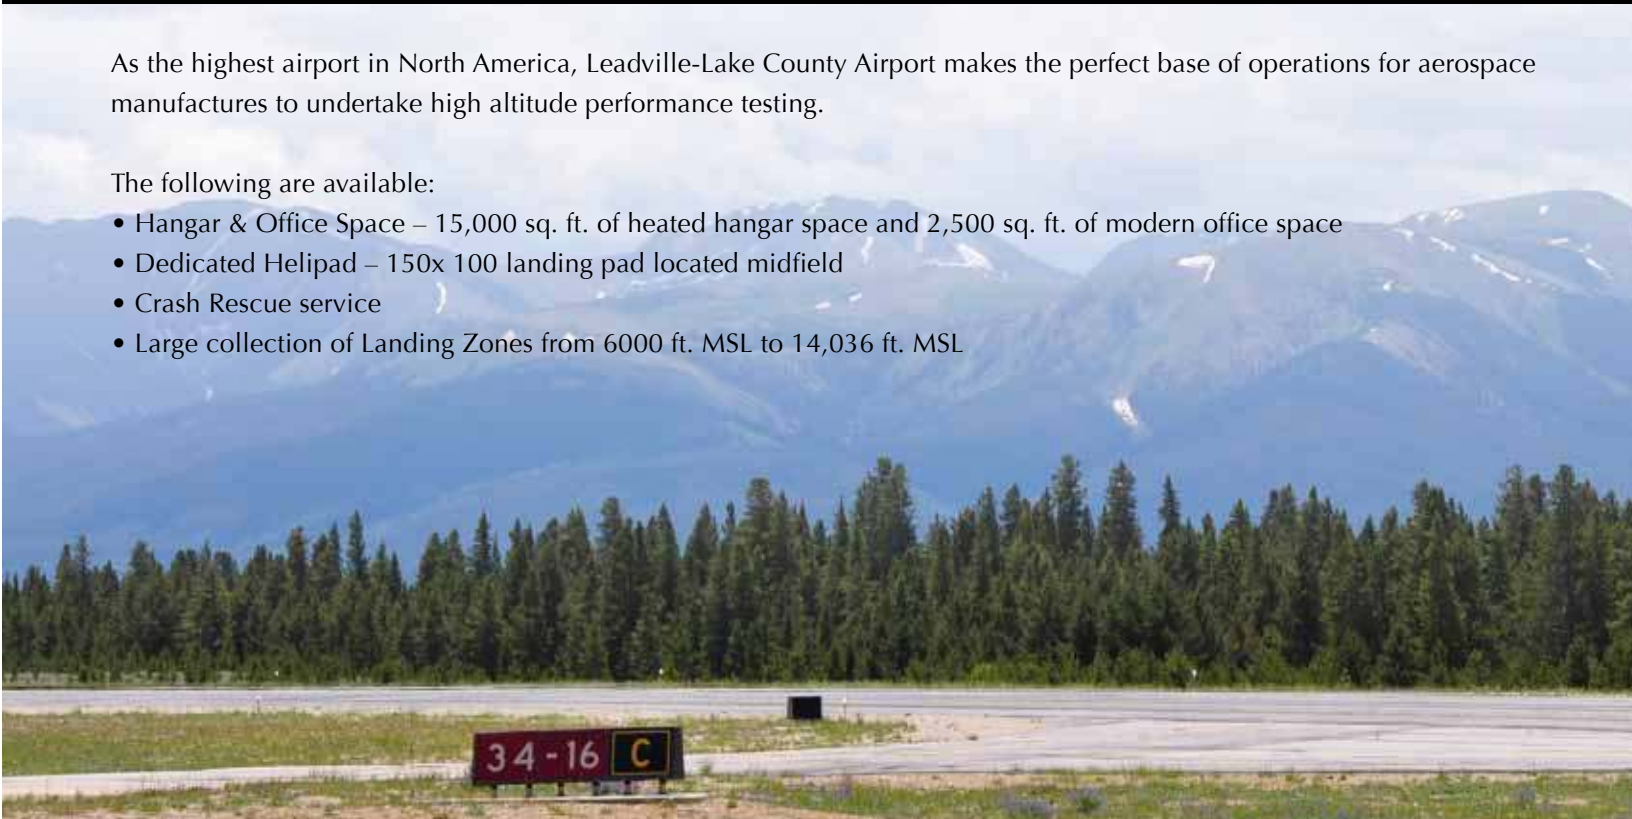 As the highest airport in North America, Leadville-Lake County Airport makes the perfect base of operations for aerospace
manufactures to undertake high altitude performance testing.
The following are available:
• Hangar & Office Space – 15,000 sq. ft. of heated hangar space and 2,500 sq. ft. of modern office space
• Dedicated Helipad – 150x 100 landing pad located midfield
• Crash Rescue service
• Large collection of Landing Zones from 6000 ft. MSL to 14,036 ft. MSL
34-16 C